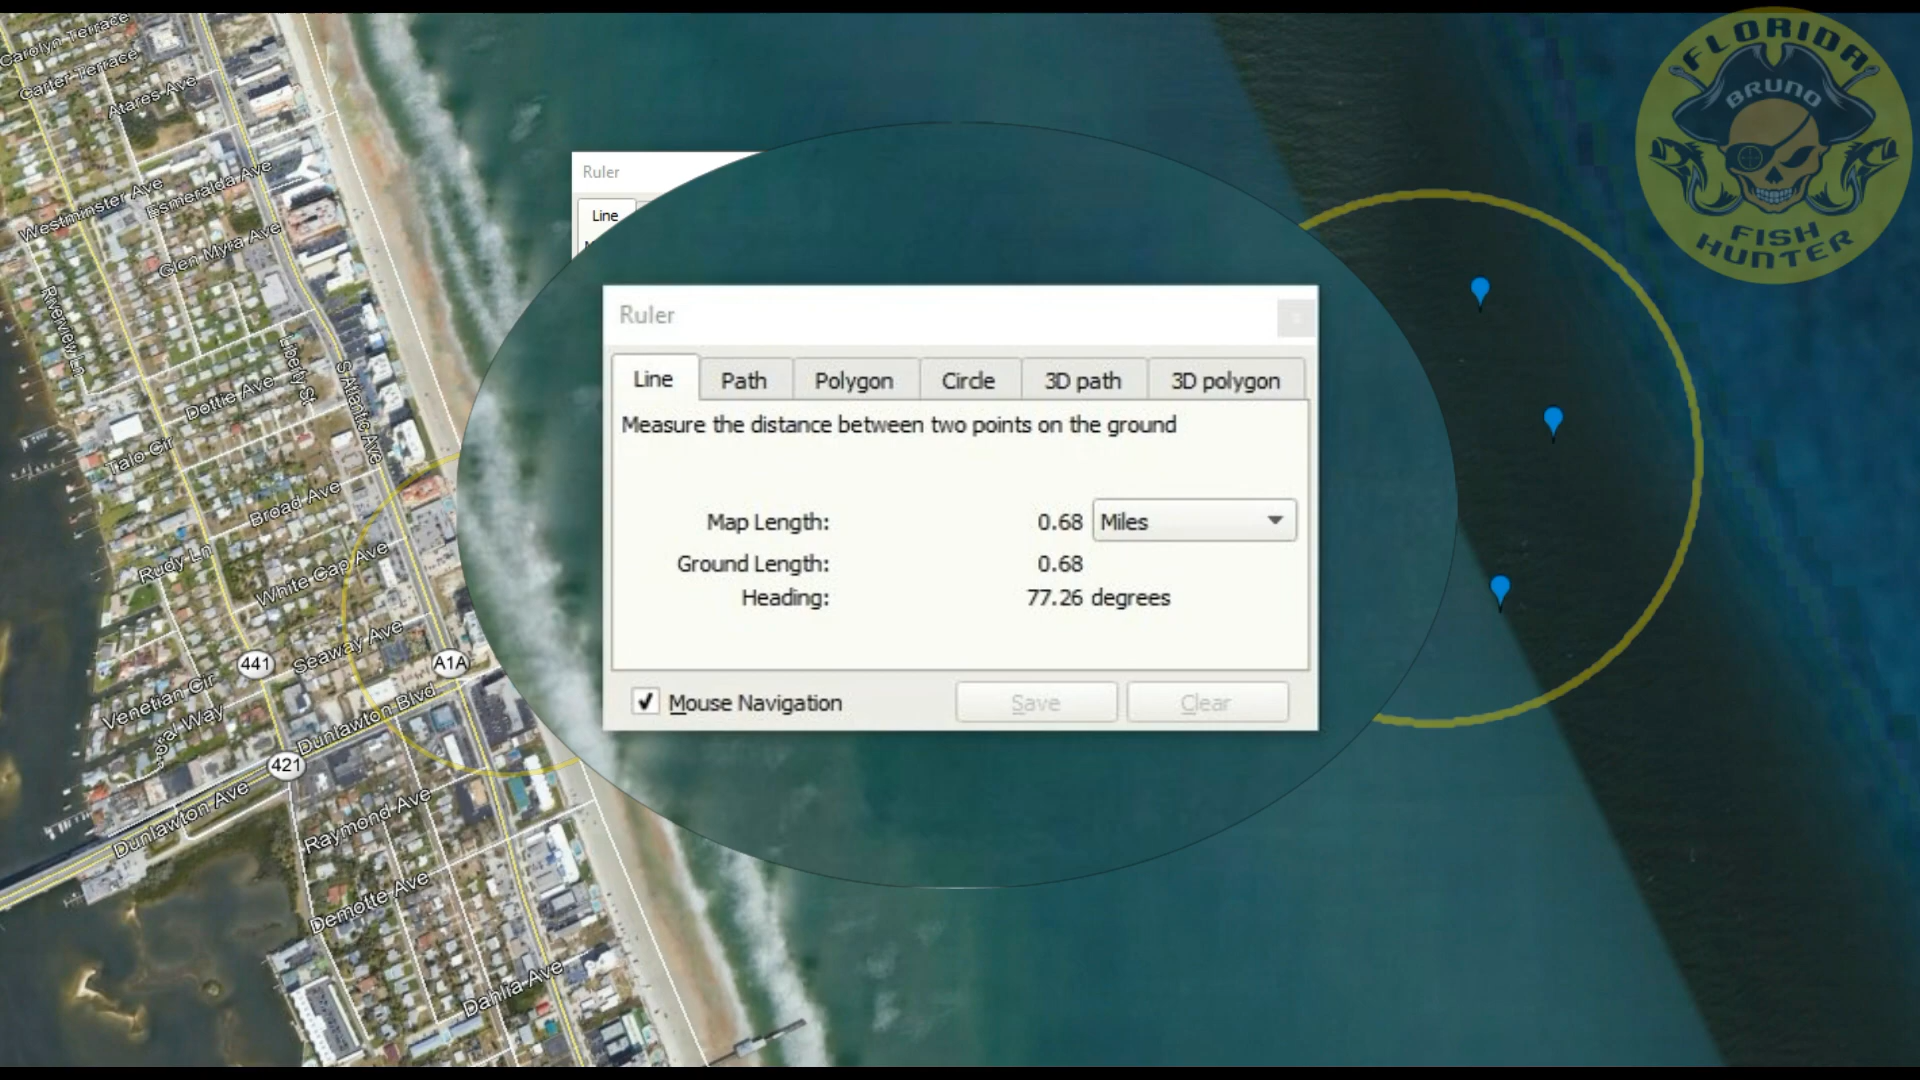 Carolyn Terrace
Carter Terrace
Atares Ave
Westminster Ave
Esmeralda Ave
Glen Myra Ave
Riverview Ln
Liberty St
S Atlantic Ave
Dottie Ave
Talo Cir
Broad Ave
Rudy Ln
White Cap Ave
Seaway Ave
441
A1A
Venetian Cir
Dunlawton Blvd
421
Dunlawton Ave
Raymond Ave
Demotte Ave
Dahlia Ave
Ruler
Line
Ruler
Line Path Polygon Circle 3D path 3D polygon
Measure the distance between two points on the ground
Map Length: 0.68 Miles
Ground Length: 0.68
Heading: 77.26 degrees
Mouse Navigation Save Clear
FLORIDA
BRUNO
FISH
HUNTER